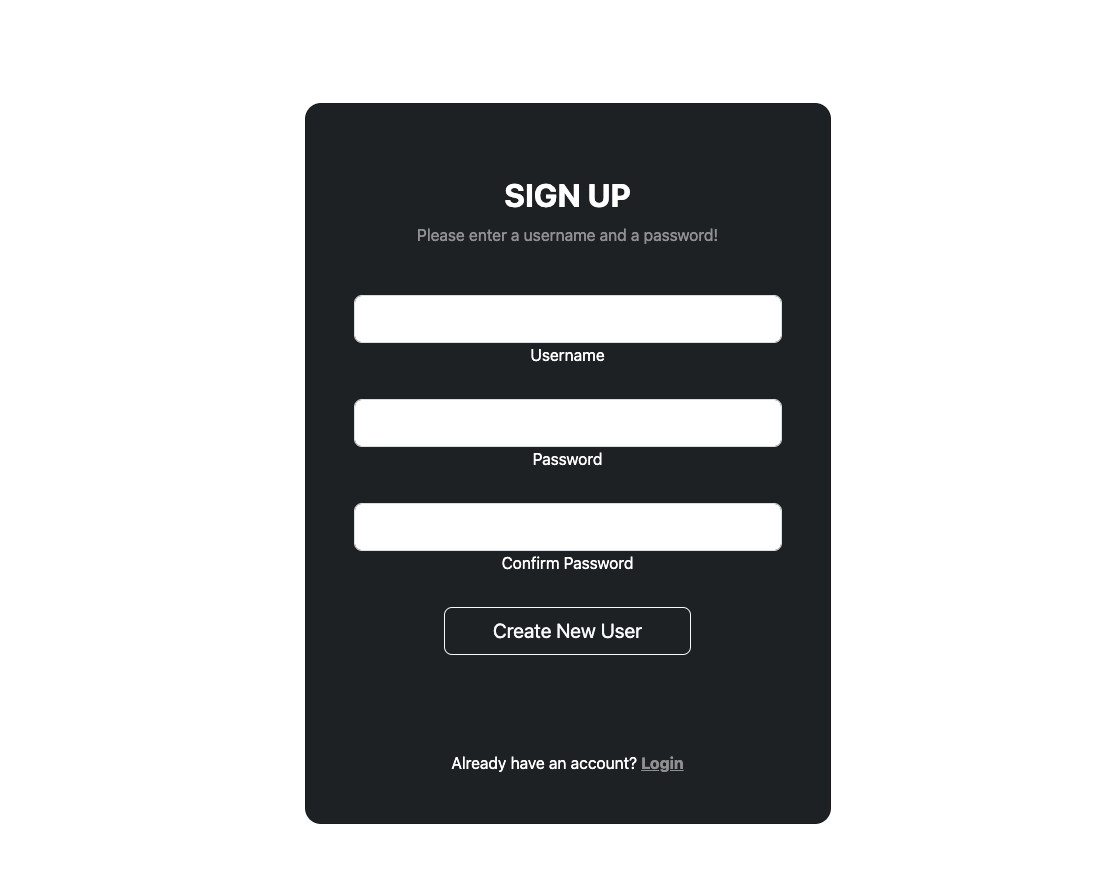 SIGN UP
Please enter a username and a password!
Username
Password
Confirm Password
Create New User
Already have an account? Login